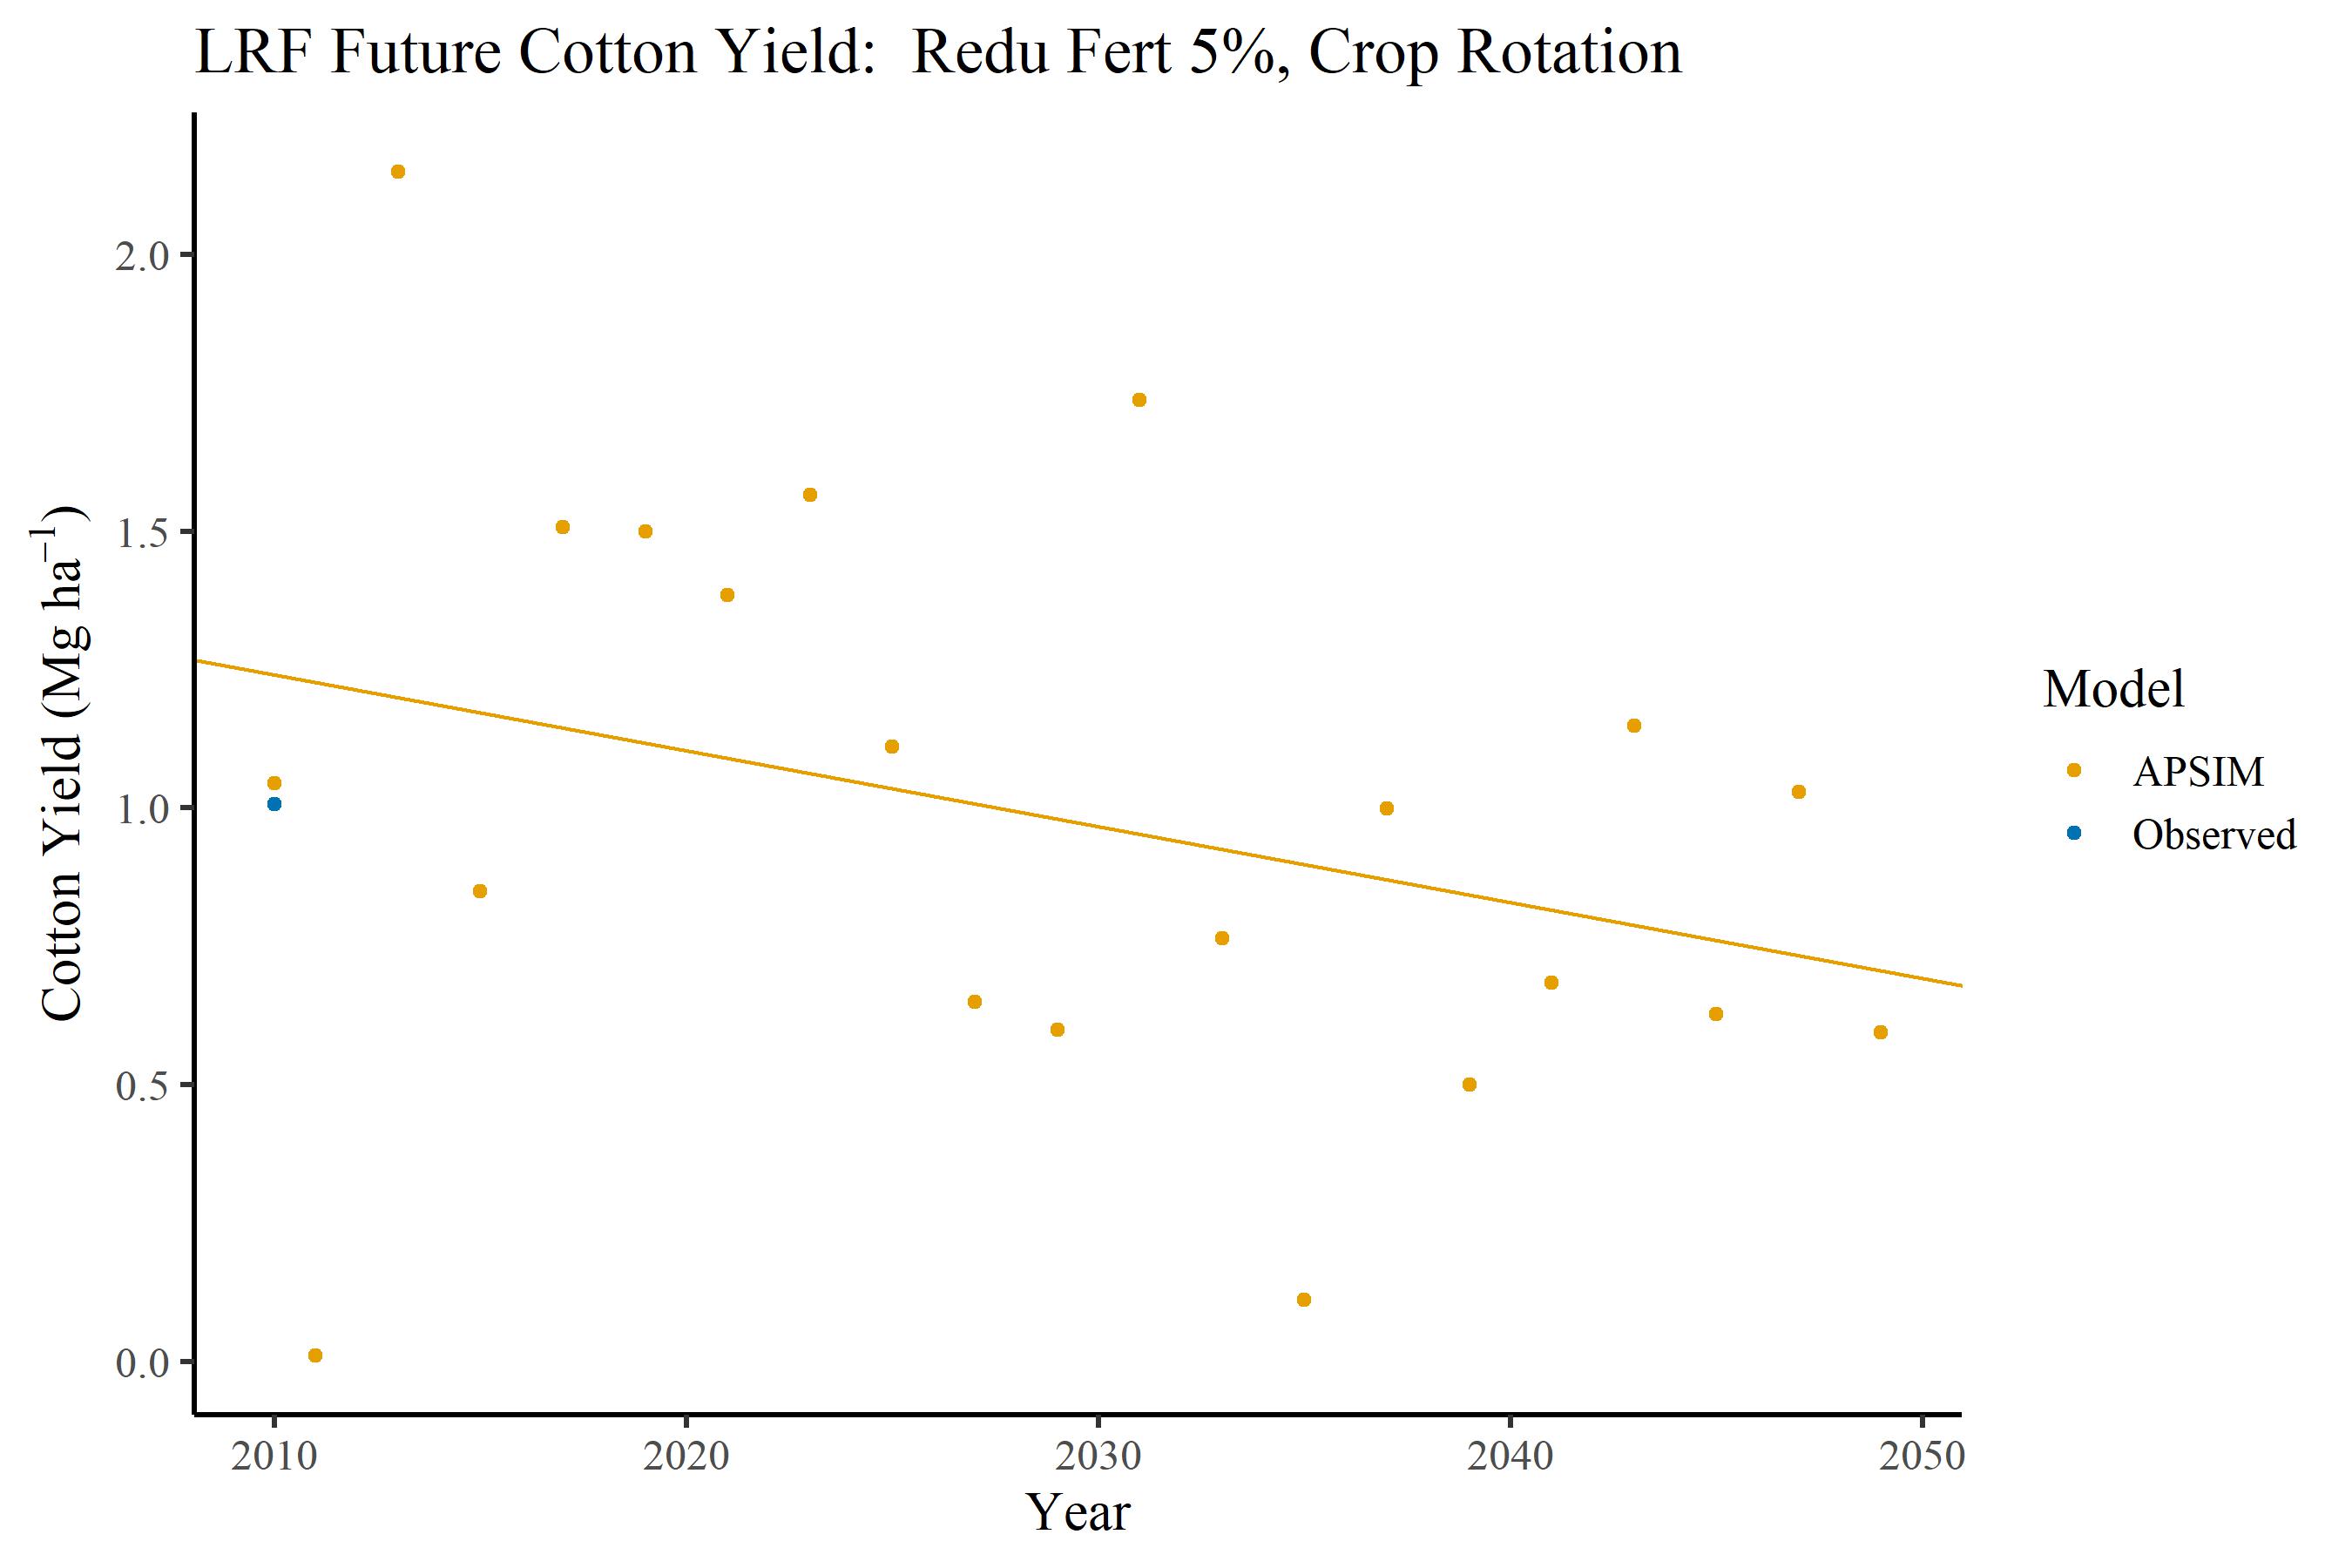 LRF Future Cotton Yield:  Redu Fert 5%, Crop Rotation
Cotton Yield (Mg ha⁻¹)
2.0
1.5
1.0
0.5
0.0
2010 2020 2030 2040 2050
Year
Model
APSIM
Observed